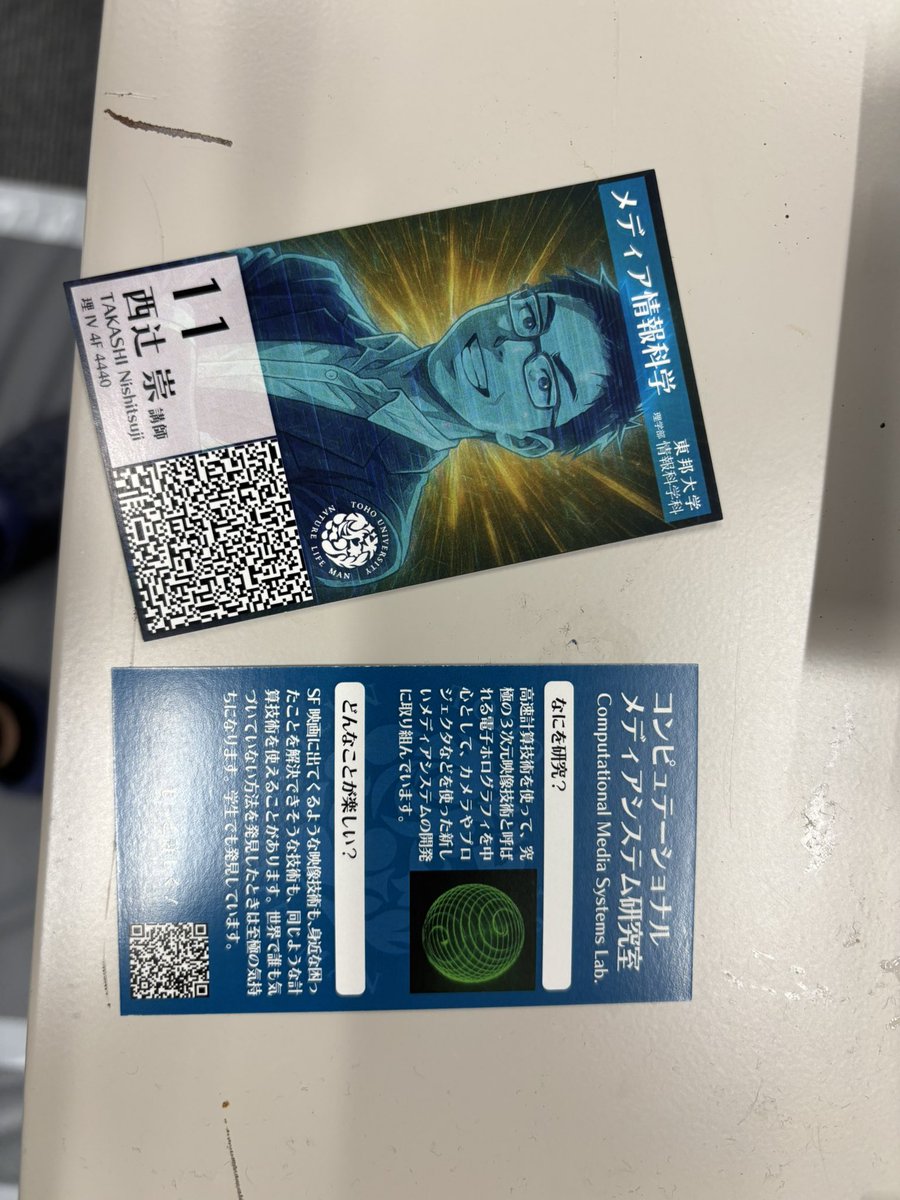 メディア情報科学
東邦大学
理学部 情報科学科
TOHO UNIVERSITY
NATURE LIFE MAN
11
西辻 崇 講師
TAKASHI Nishitsuji
理 IV 4F 4440
コンピュテーショナル
メディアシステム研究室
Computational Media Systems Lab.
なにを研究?
高速計算技術を使って、究
極の3次元映像技術と呼ば
れる電子ホログラフィを中
心として、カメラやプロ
ジェクタなどを使った新し
いメディアシステムの開発
に取り組んでいます。
どんなことが楽しい?
SF 映画に出てくるような映像技術も、身近な困っ
たことを解決できそうな技術も、同じような計
算技術を使えることがあります。世界で誰も気
づいていない方法を発見したときは至極の気持
ちになります。学生でも発見しています。